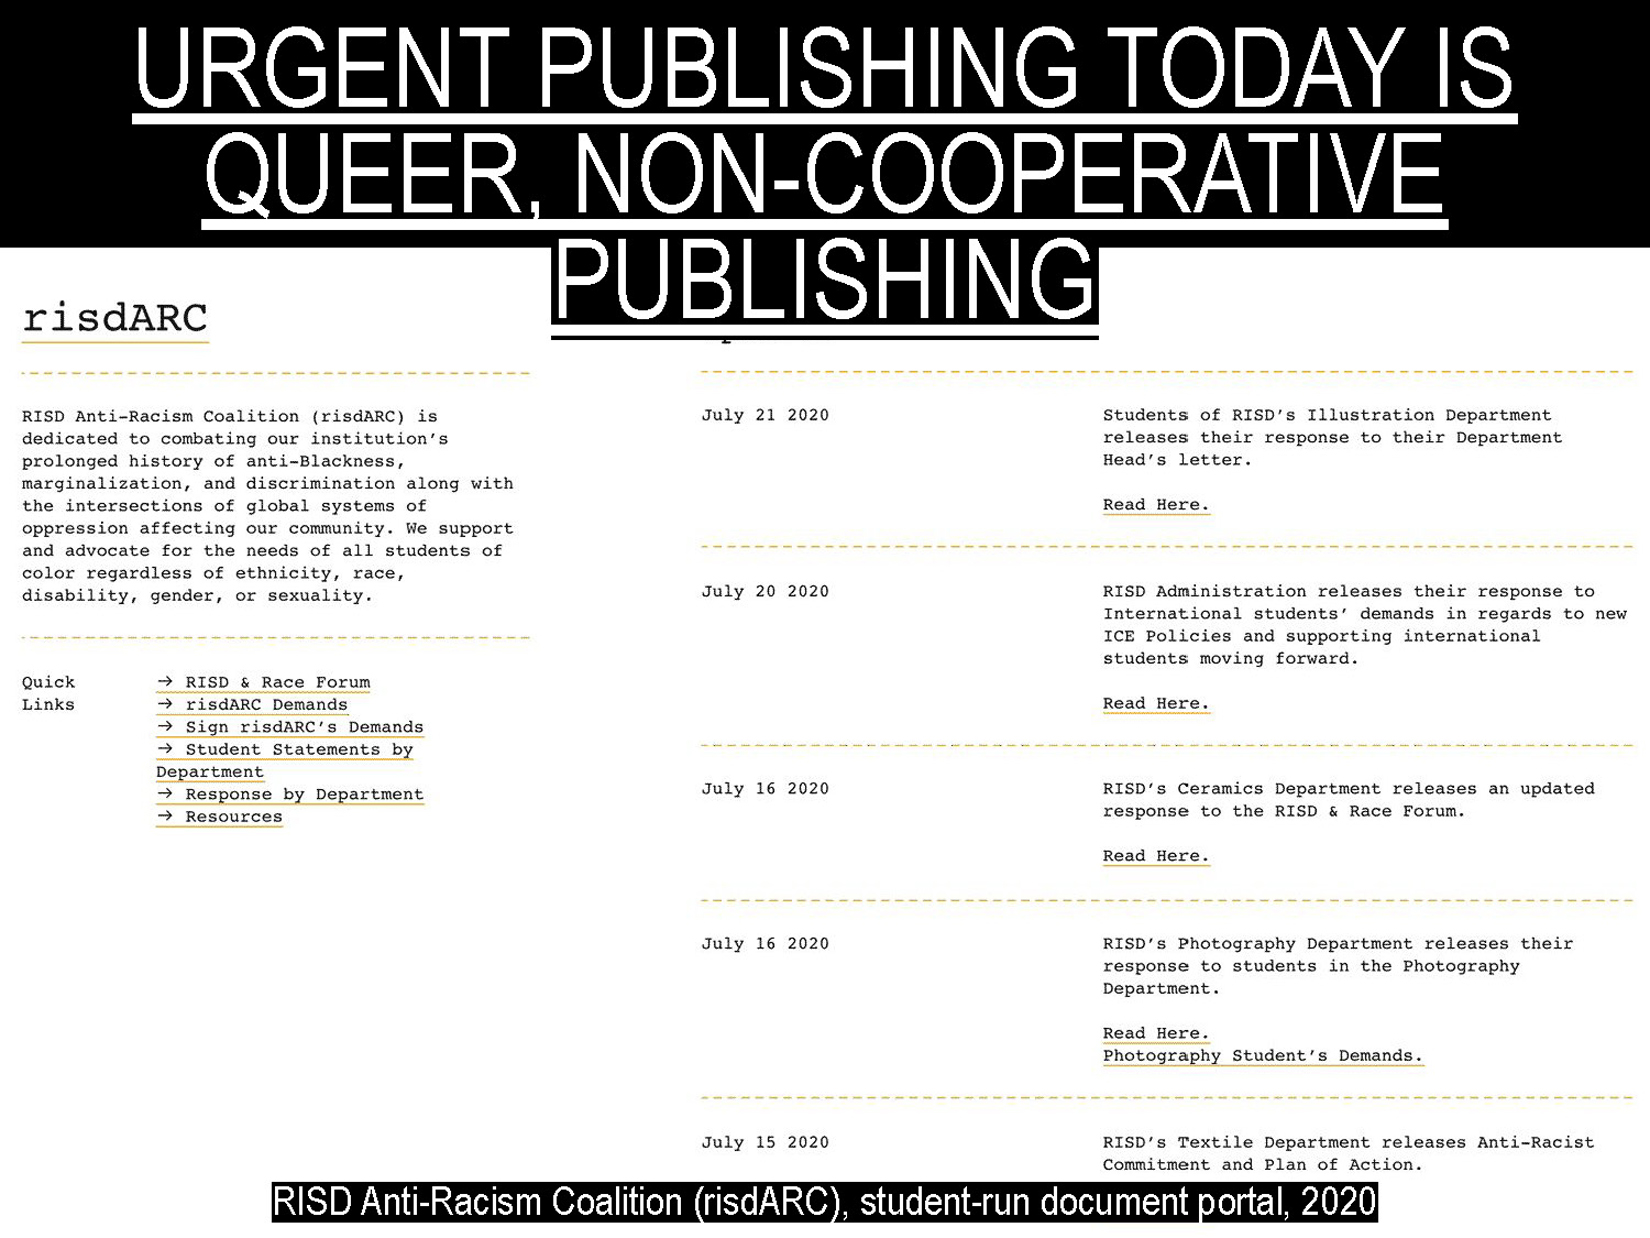 URGENT PUBLISHING TODAY IS
QUEER, NON-COOPERATIVE
PUBLISHING
risdARC
RISD Anti-Racism Coalition (risdARC) is
dedicated to combating our institution's
prolonged history of anti-Blackness,
marginalization, and discrimination along with
the intersections of global systems of
oppression affecting our community. We support
and advocate for the needs of all students of
color regardless of ethnicity, race,
disability, gender, or sexuality.
Quick
Links
→ RISD & Race Forum
→ risdARC Demands
→ Sign risdARC's Demands
→ Student Statements by
Department
→ Response by Department
→ Resources
July 21 2020
Students of RISD's Illustration Department
releases their response to their Department
Head's letter.
Read Here.
July 20 2020
RISD Administration releases their response to
International students' demands in regards to new
ICE Policies and supporting international
students moving forward.
Read Here.
July 16 2020
RISD's Ceramics Department releases an updated
response to the RISD & Race Forum.
Read Here.
July 16 2020
RISD's Photography Department releases their
response to students in the Photography
Department.
Read Here.
Photography Student's Demands.
July 15 2020
RISD's Textile Department releases Anti-Racist
Commitment and Plan of Action.
RISD Anti-Racism Coalition (risdARC), student-run document portal, 2020